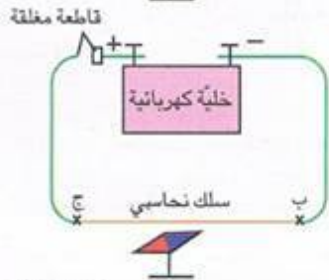 قاطعة مغلقة
+ −
خليّة كهربائية
ج سلك نحاسي ب